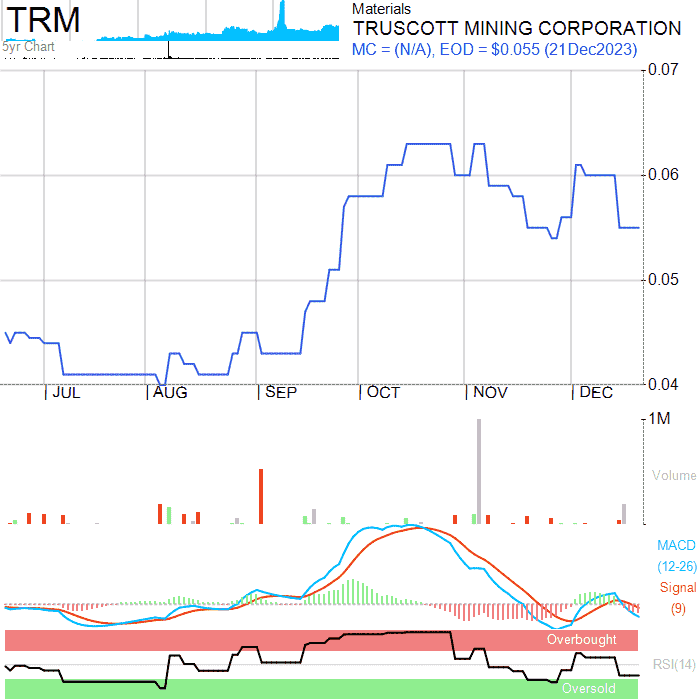 TRM
5yr Chart
Materials
TRUSCOTT MINING CORPORATION
MC = (N/A), EOD = $0.055 (21Dec2023)
0.07
0.06
0.05
0.04
JUL AUG SEP OCT NOV DEC
1M
Volume
MACD
(12-26)
Signal
(9)
Overbought
RSI(14)
Oversold